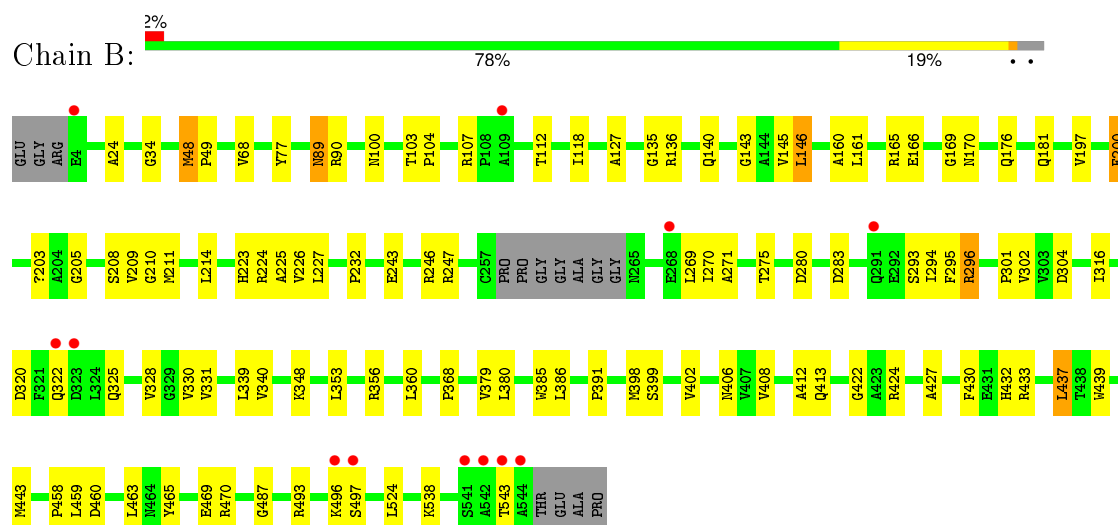 2%
Chain B:
78% 19% • •
GLU GLY ARG E4 A24 G34 M48 P49 V68 Y77 N89 R90 N100 T103 P104 R107 P108 A109 T112 I118 A127 G135 R136 Q140 G143 A144 V145 L146 A160 L161 R165 E166 G169 N170 Q176 Q181 V197
?203 A204 G205 S208 V209 G210 M211 L214 H223 R224 A225 V226 L227 P232 E243 R246 R247 C257 PRO PRO GLY GLY ALA GLY GLY N265 E268 L269 I270 A271 T275 D280 D283 Q291 E292 S293 I294 F295 R296 P301 V302 V303 D304 I316
D320 F321 Q322 D323 L324 Q325 V328 G329 V330 V331 L339 V340 K348 L353 R356 L360 P368 V379 L380 W385 L386 P391 M398 S399 V402 N406 V407 V408 A412 Q413 G422 A423 R424 A427 F430 E431 H432 R433 L437 T438 W439
M443 P458 L459 D460 L463 N464 Y465 E469 R470 G487 R493 K496 S497 L524 K538 S541 A542 T543 A544 THR GLU ALA PRO